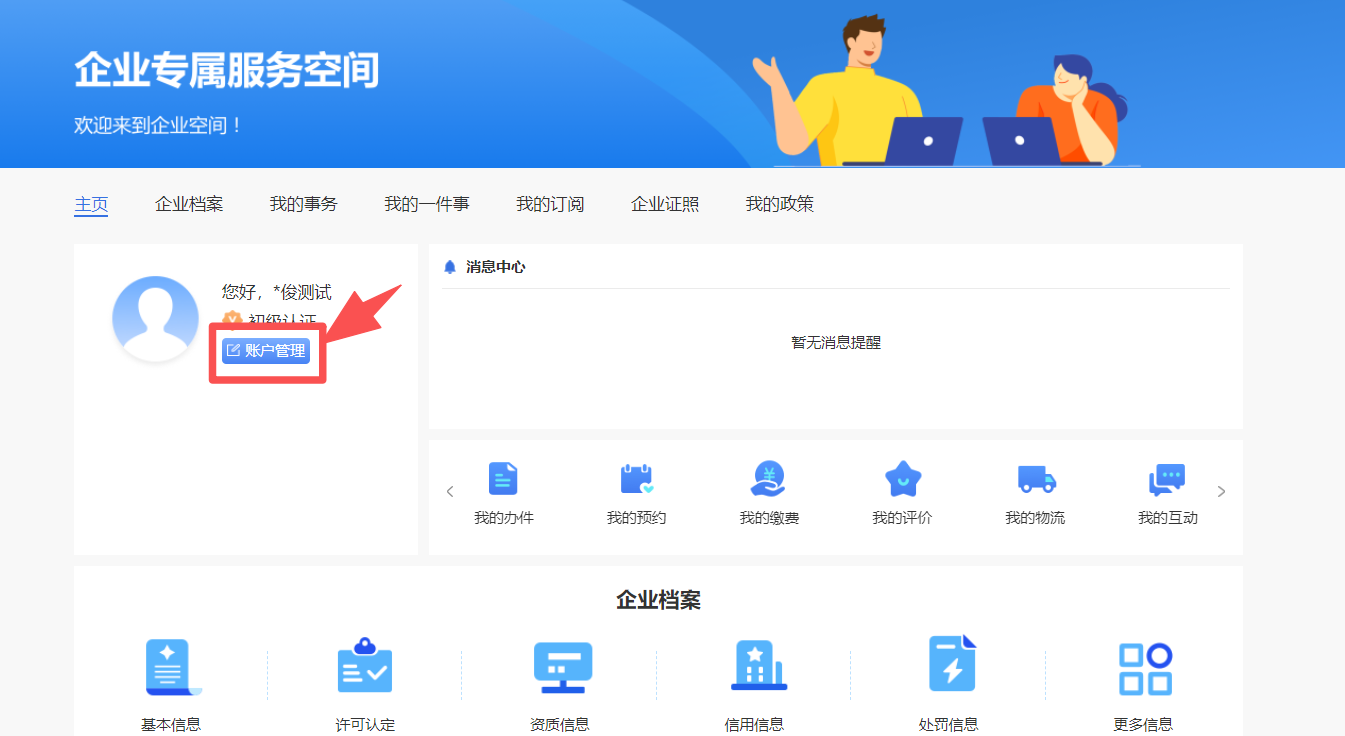 企业专属服务空间
欢迎来到企业空间！
主页 企业档案 我的事务 我的一件事 我的订阅 企业证照 我的政策
您好，*俊测试
初级认证
账户管理
消息中心
暂无消息提醒
我的办件 我的预约 我的缴费 我的评价 我的物流 我的互动
企业档案
基本信息 许可认定 资质信息 信用信息 处罚信息 更多信息